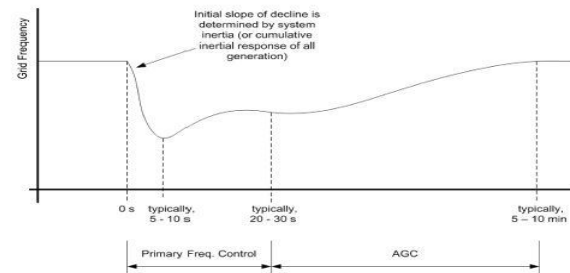 Initial slope of decline is
determined by system
inertia (or cumulative
inertial response of all
generation)
Grid Frequency
0 s
typically,
5 - 10 s
typically,
20 - 30 s
typically,
5 – 10 min
Primary Freq. Control
AGC